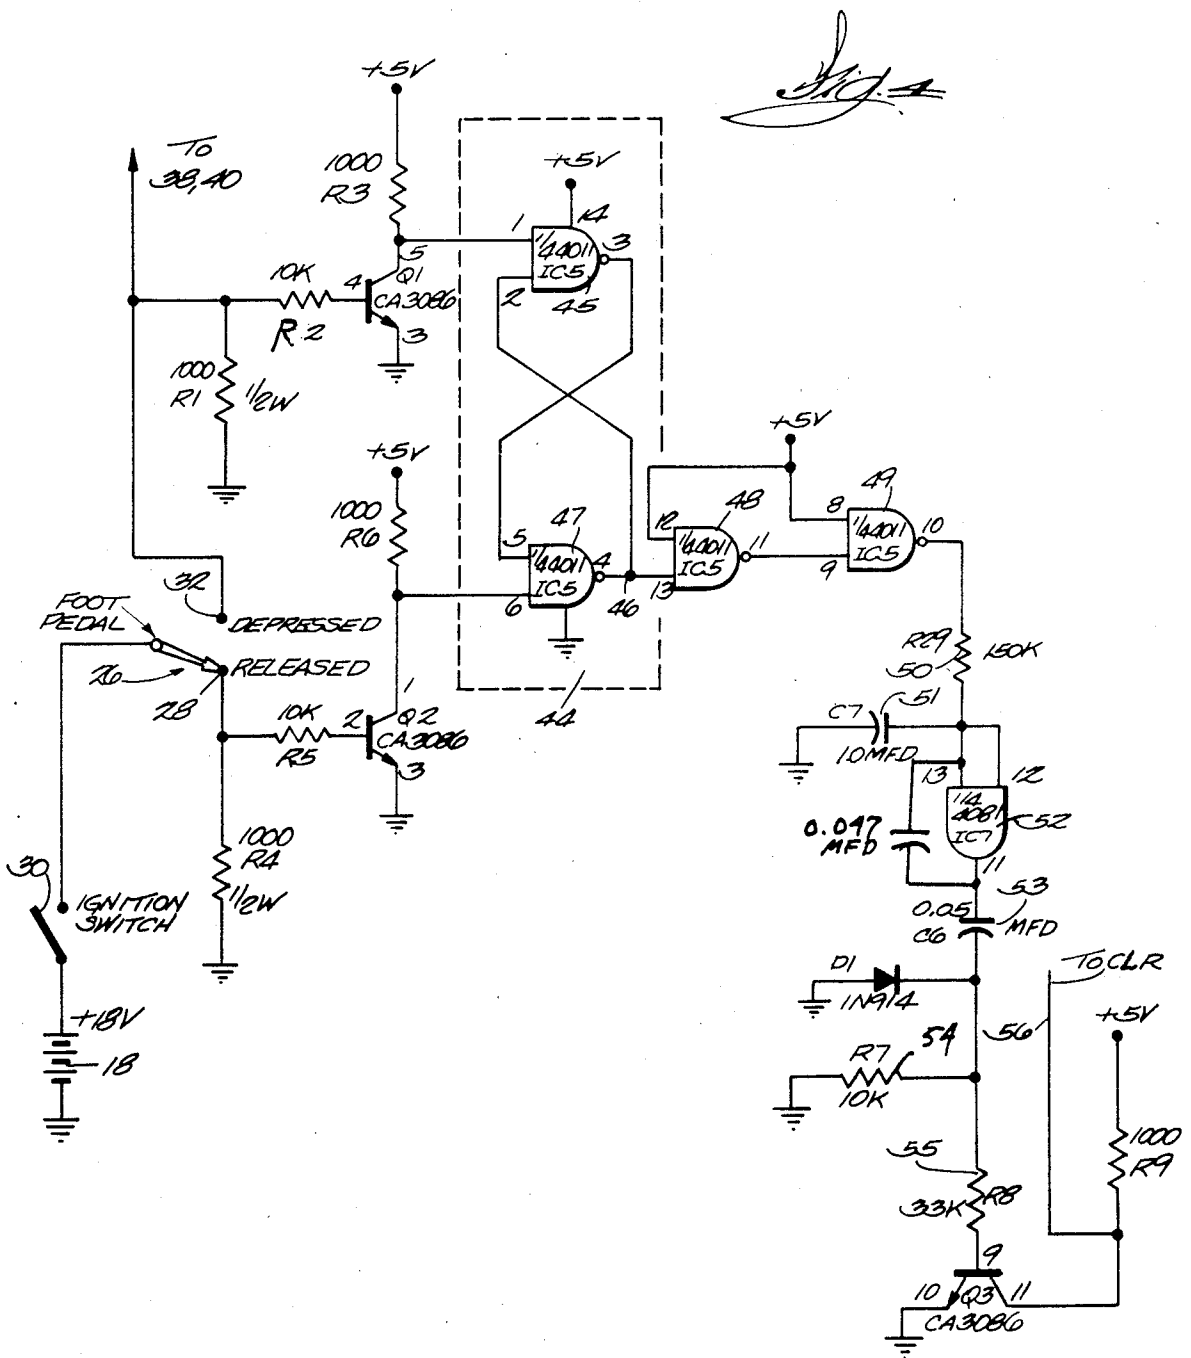 Fig. 4
+5V
To
38,40
1000
R3
+5V
14
1
1/4 4011
IC5
3
2
45
5
10K
4
Q1
CA3086
R2
3
1000
R1
1/2W
+5V
1000
R6
+5V
5
47
1/4 4011
IC5
4
6
46
12
48
1/4 4011
IC5
11
13
49
8
1/4 4011
IC5
10
9
32
FOOT
PEDAL
DEPRESSED
RELEASED
26
28
44
1
10K
2
Q2
CA3086
R5
3
R29
50
150K
C7
51
10MFD
13
12
1/4
4081
IC7
52
0.047
MFD
11
1000
R4
1/2W
30
IGNITION
SWITCH
+18V
18
0.05
C6
53
MFD
D1
1N914
To CLR
56
+5V
R7
54
10K
1000
R9
55
33K
R8
9
10
Q3
11
CA3086